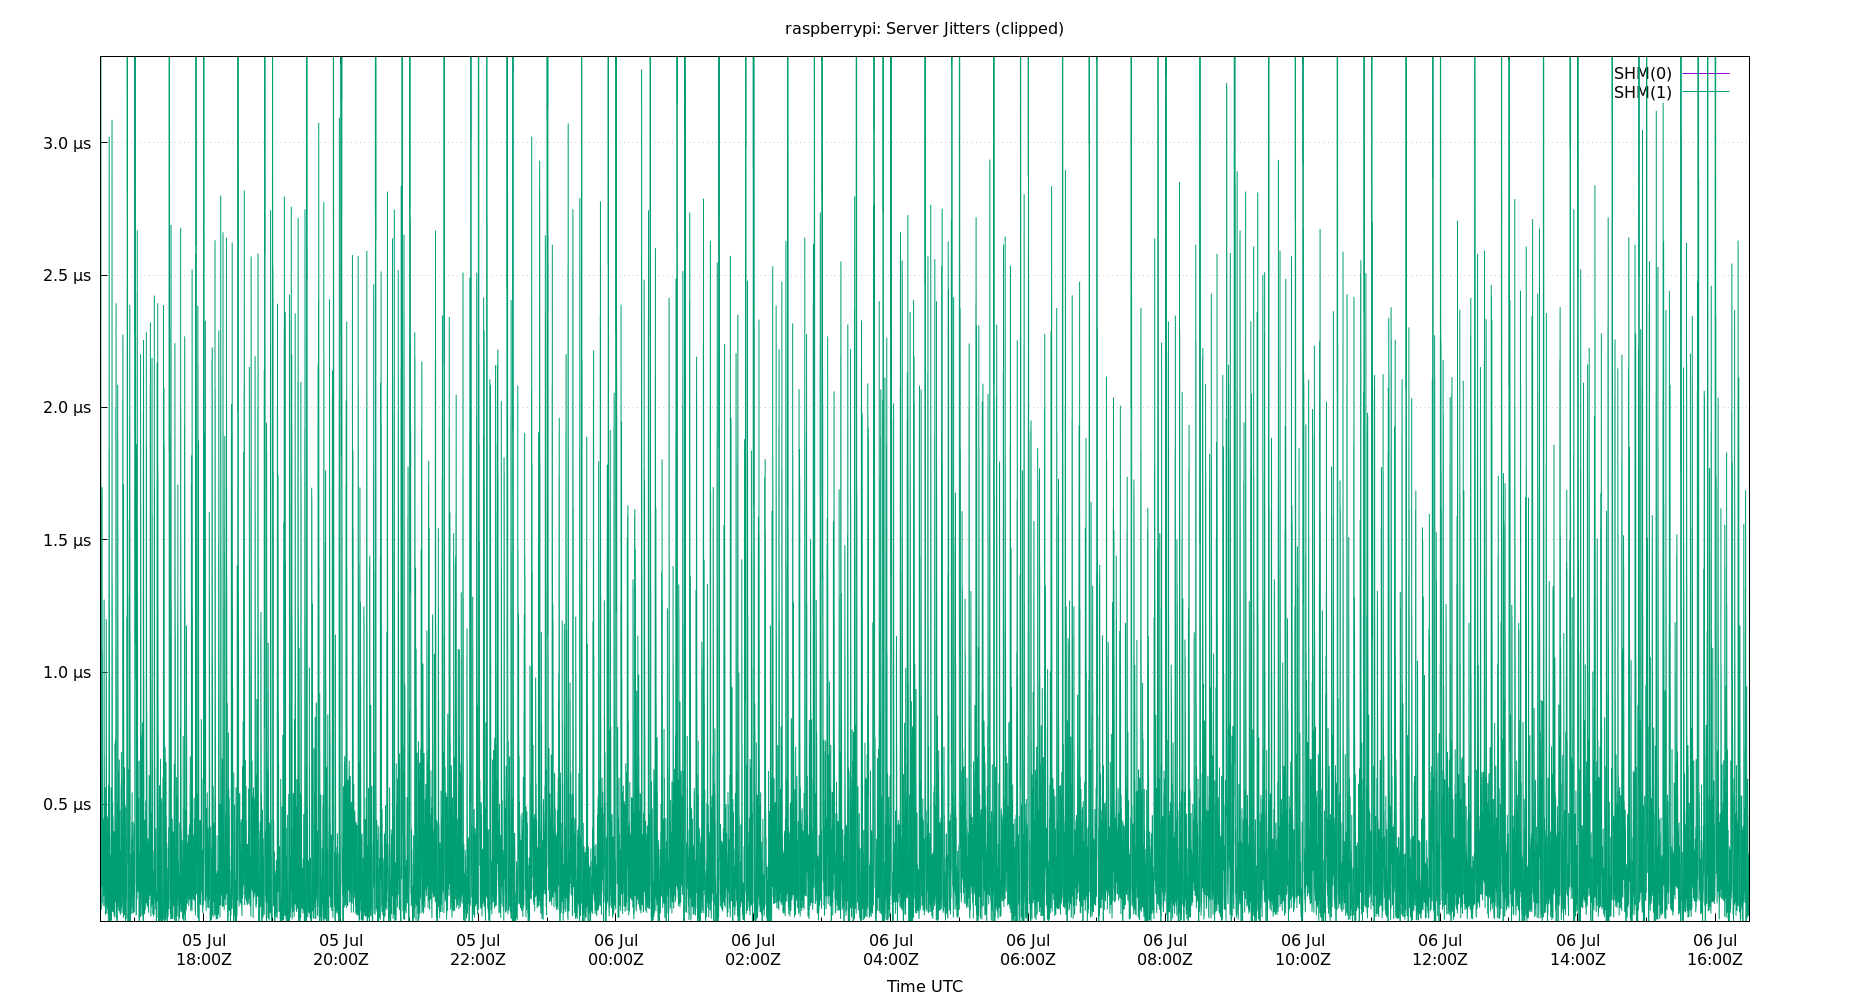 raspberrypi: Server Jitters (clipped)
SHM(0)
SHM(1)
3.0 µs
2.5 µs
2.0 µs
1.5 µs
1.0 µs
0.5 µs
05 Jul 05 Jul 05 Jul 06 Jul 06 Jul 06 Jul 06 Jul 06 Jul 06 Jul 06 Jul 06 Jul 06 Jul
18:00Z 20:00Z 22:00Z 00:00Z 02:00Z 04:00Z 06:00Z 08:00Z 10:00Z 12:00Z 14:00Z 16:00Z
Time UTC